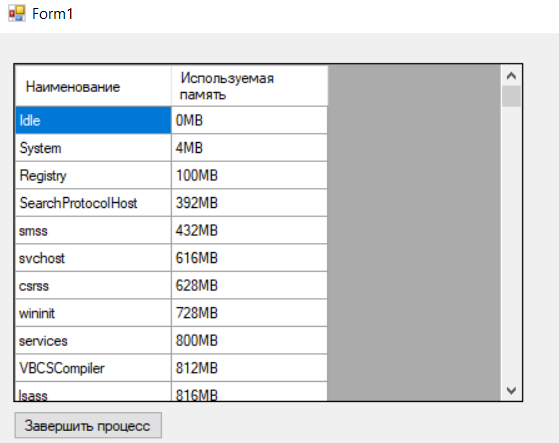 Form1
Наименование Используемая
память
Idle 0MB
System 4MB
Registry 100MB
SearchProtocolHost 392MB
smss 432MB
svchost 616MB
csrss 628MB
wininit 728MB
services 800MB
VBCSCompiler 812MB
lsass 816MB
Завершить процесс